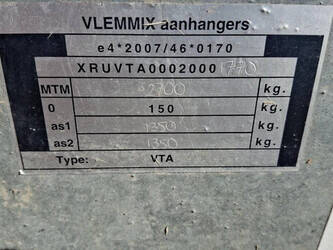 VLEMMIX aanhangers
e4*2007/46*0170
XRUVTA0002000770
MTM 2700 kg.
0 150 kg.
as1 1350 kg.
as2 1350 kg.
Type: VTA